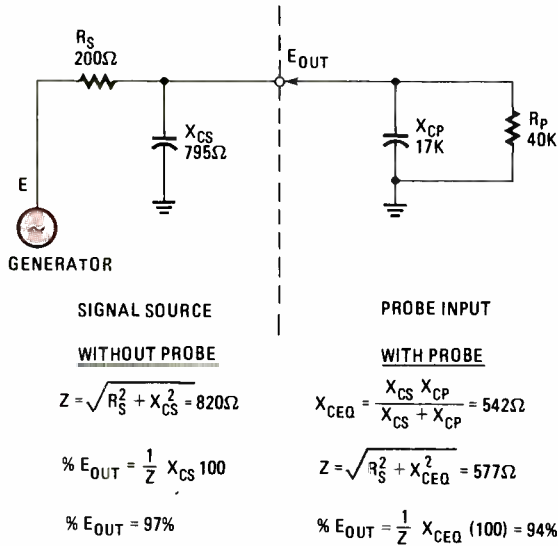 R_S
200Ω
E_OUT
X_CS
795Ω
X_CP
17K
R_P
40K
E
GENERATOR
SIGNAL SOURCE
WITHOUT PROBE
Z = √(R_S² + X_CS²) = 820Ω
% E_OUT = 1/Z X_CS 100
% E_OUT = 97%
PROBE INPUT
WITH PROBE
X_CEQ = X_CS X_CP / X_CS + X_CP = 542Ω
Z = √(R_S² + X_CEQ²) = 577Ω
% E_OUT = 1/Z X_CEQ (100) = 94%